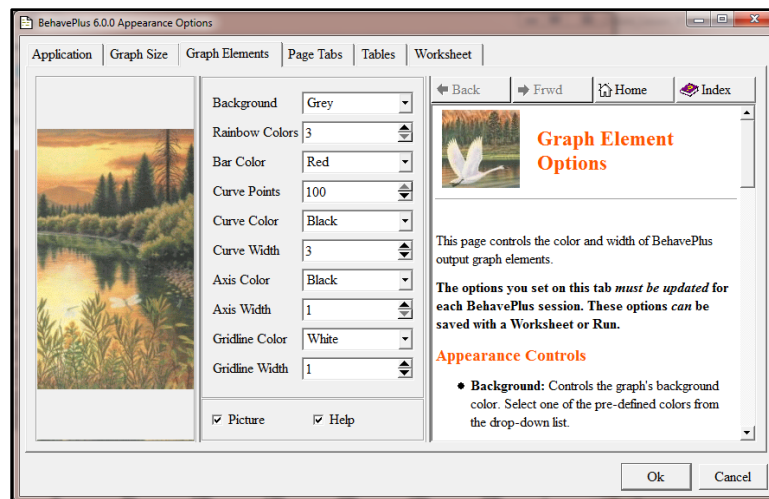 BehavePlus 6.0.0 Appearance Options
Application
Graph Size
Graph Elements
Page Tabs
Tables
Worksheet
Background Grey
Rainbow Colors 3
Bar Color Red
Curve Points 100
Curve Color Black
Curve Width 3
Axis Color Black
Axis Width 1
Gridline Color White
Gridline Width 1
Picture
Help
Back
Frwd
Home
Index
Graph Element
Options
This page controls the color and width of BehavePlus
output graph elements.
The options you set on this tab must be updated for
each BehavePlus session. These options can be
saved with a Worksheet or Run.
Appearance Controls
Background: Controls the graph's background
color. Select one of the pre-defined colors from
the drop-down list.
Ok
Cancel